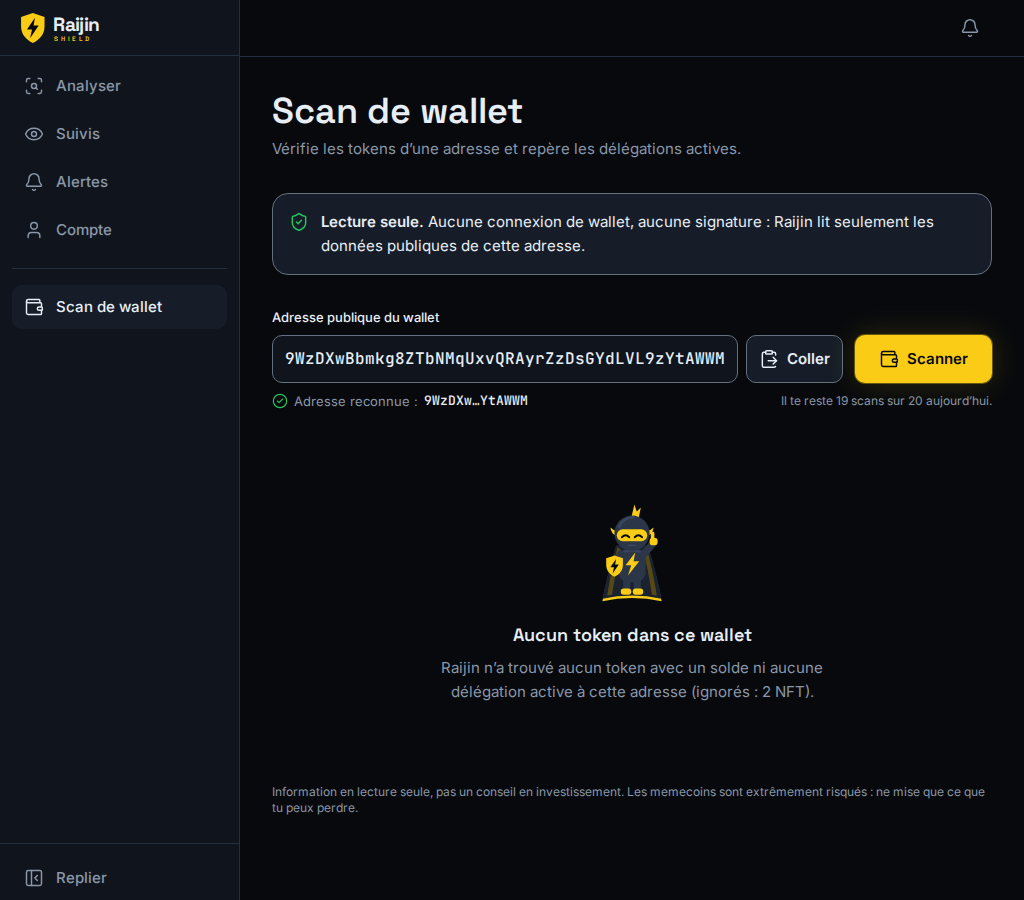 Raijin
SHIELD
Analyser
Suivis
Alertes
Compte
Scan de wallet
Replier
Scan de wallet
Vérifie les tokens d’une adresse et repère les délégations actives.
Lecture seule. Aucune connexion de wallet, aucune signature : Raijin lit seulement les
données publiques de cette adresse.
Adresse publique du wallet
9WzDXwBbmkg8ZTbNMqUxvQRAyrZzDsGYdLVL9zYtAWWM
Coller
Scanner
Adresse reconnue : 9WzDXw…YtAWWM
Il te reste 19 scans sur 20 aujourd’hui.
Aucun token dans ce wallet
Raijin n’a trouvé aucun token avec un solde ni aucune
délégation active à cette adresse (ignorés : 2 NFT).
Information en lecture seule, pas un conseil en investissement. Les memecoins sont extrêmement risqués : ne mise que ce que
tu peux perdre.